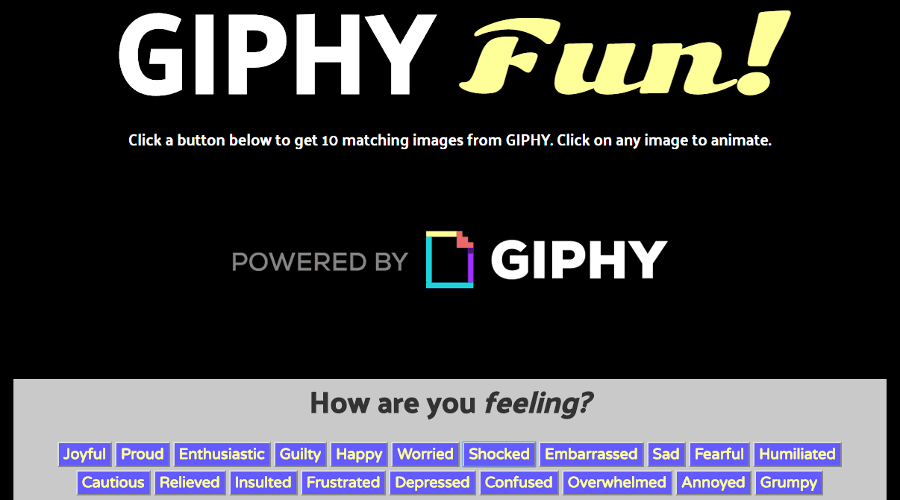 GIPHY Fun!
Click a button below to get 10 matching images from GIPHY. Click on any image to animate.
POWERED BY GIPHY
How are you feeling?
Joyful Proud Enthusiastic Guilty Happy Worried Shocked Embarrassed Sad Fearful Humiliated
Cautious Relieved Insulted Frustrated Depressed Confused Overwhelmed Annoyed Grumpy